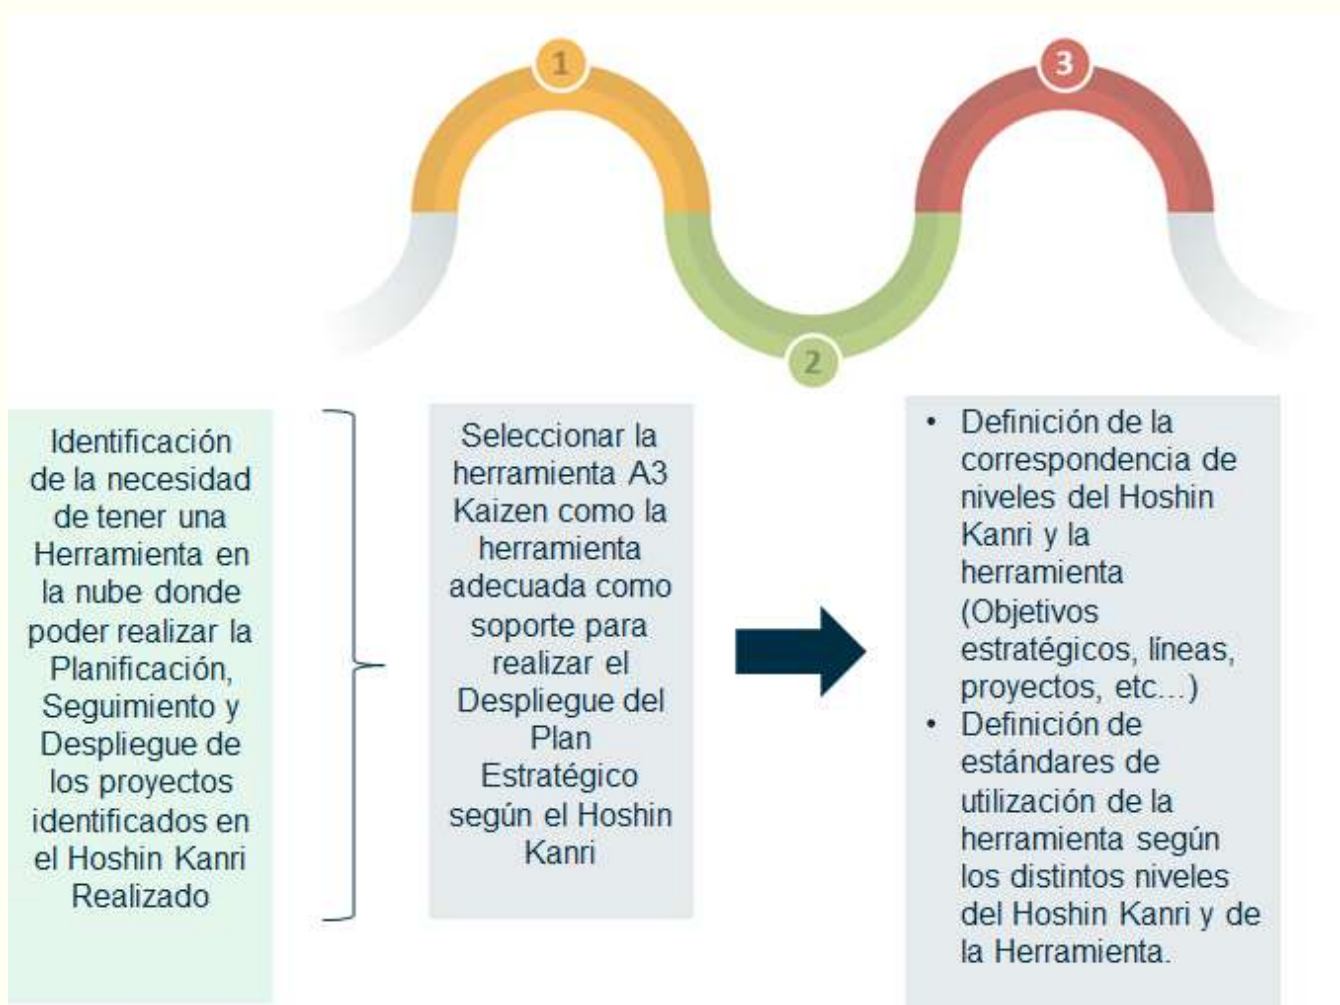 1
3
2
Identificación
de la necesidad
de tener una
Herramienta en
la nube donde
poder realizar la
Planificación,
Seguimiento y
Despliegue de
los proyectos
identificados en
el Hoshin Kanri
Realizado
Seleccionar la
herramienta A3
Kaizen como la
herramienta
adecuada como
soporte para
realizar el
Despliegue del
Plan
Estratégico
según el Hoshin
Kanri
• Definición de la
correspondencia de
niveles del Hoshin
Kanri y la
herramienta
(Objetivos
estratégicos, líneas,
proyectos, etc...)
• Definición de
estándares de
utilización de la
herramienta según
los distintos niveles
del Hoshin Kanri y de
la Herramienta.